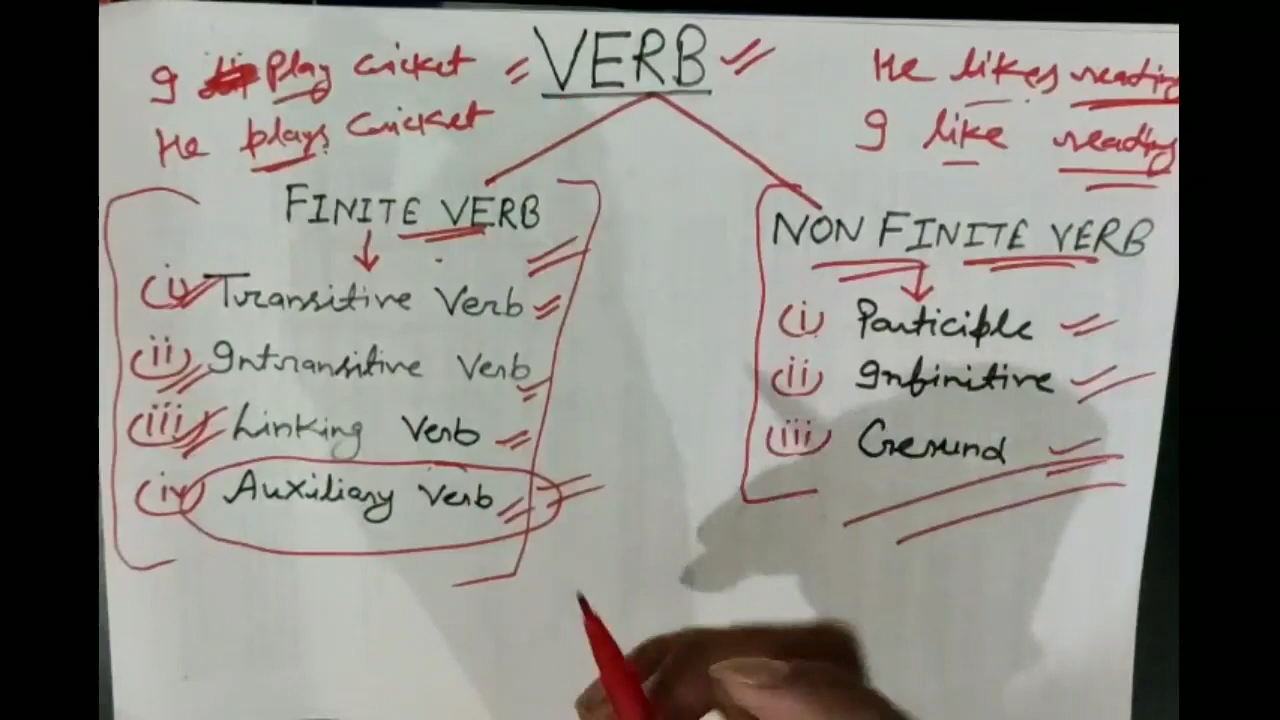 VERB
I play cricket
He plays cricket
He likes reading
I like reading
FINITE VERB
(i) Transitive Verb
(ii) Intransitive Verb
(iii) Linking Verb
(iv) Auxiliary Verb
NON FINITE VERB
(i) Participle
(ii) Infinitive
(iii) Gerund